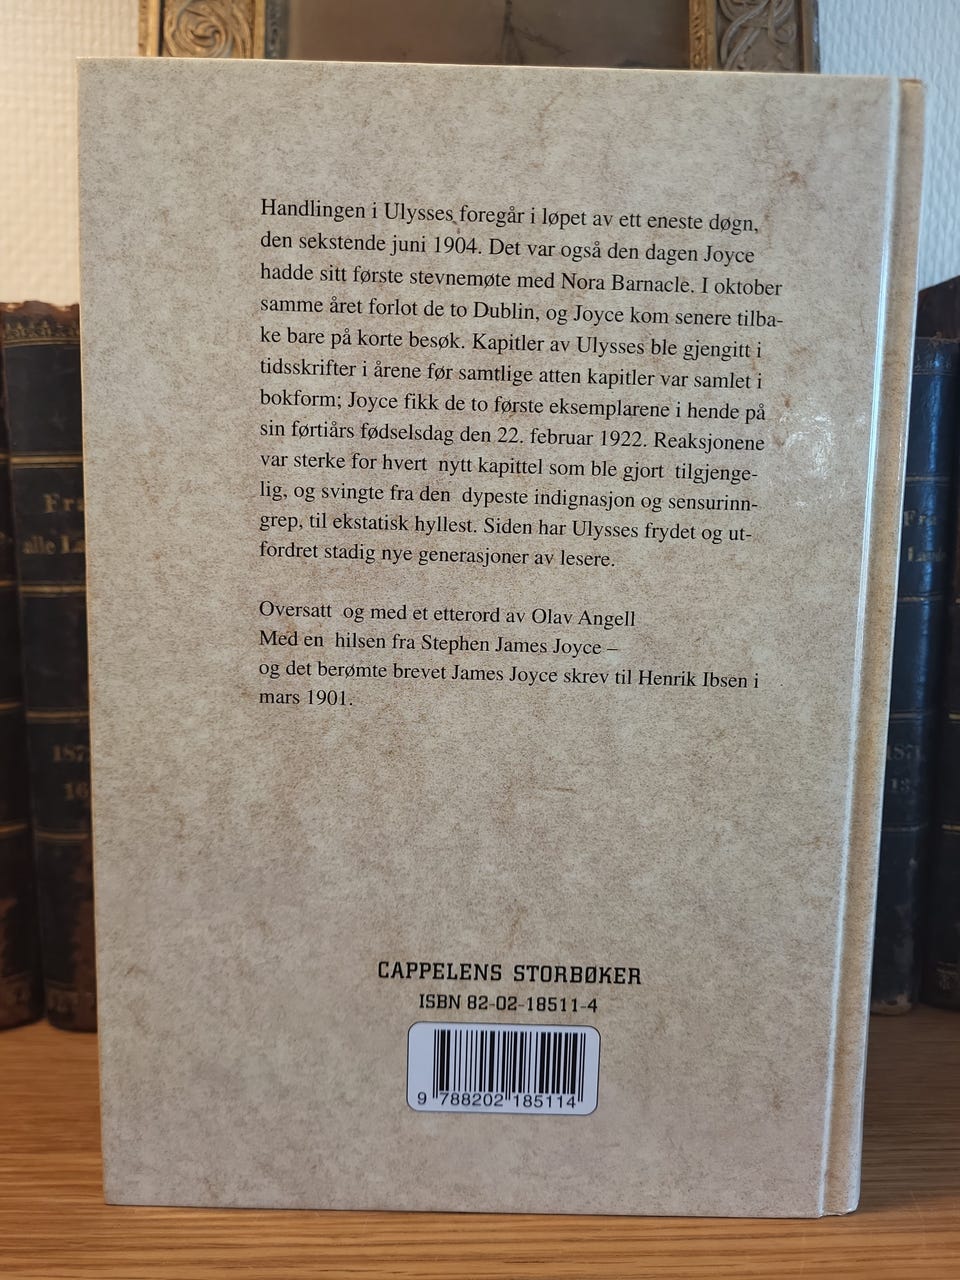 Handlingen i Ulysses foregår i løpet av ett eneste døgn,
den sekstende juni 1904. Det var også den dagen Joyce
hadde sitt første stevnemøte med Nora Barnacle. I oktober
samme året forlot de to Dublin, og Joyce kom senere tilba-
ke bare på korte besøk. Kapitler av Ulysses ble gjengitt i
tidsskrifter i årene før samtlige atten kapitler var samlet i
bokform; Joyce fikk de to første eksemplarene i hende på
sin førtiårs fødselsdag den 22. februar 1922. Reaksjonene
var sterke for hvert nytt kapittel som ble gjort tilgjenge-
lig, og svingte fra den dypeste indignasjon og sensurinn-
grep, til ekstatisk hyllest. Siden har Ulysses frydet og ut-
fordret stadig nye generasjoner av lesere.
Oversatt og med et etterord av Olav Angell
Med en hilsen fra Stephen James Joyce –
og det berømte brevet James Joyce skrev til Henrik Ibsen i
mars 1901.
CAPPELENS STORBØKER
ISBN 82-02-18511-4
9 788202 185114
Fra
alle
187
16
Fra
1871